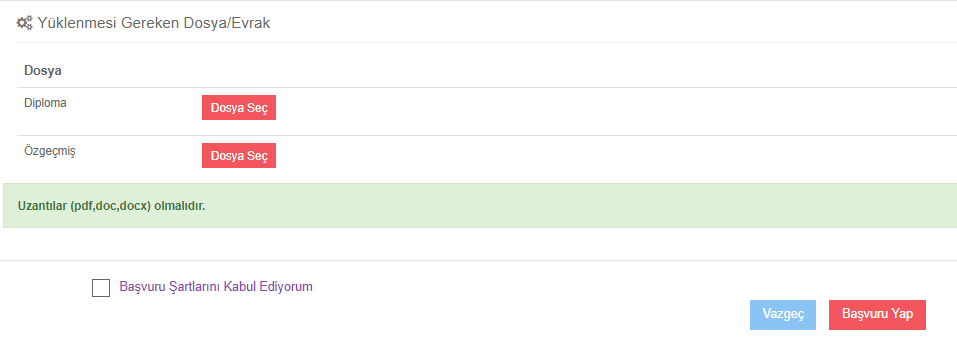 Yüklenmesi Gereken Dosya/Evrak
Dosya
Diploma Dosya Seç
Özgeçmiş Dosya Seç
Uzantılar (pdf,doc,docx) olmalıdır.
Başvuru Şartlarını Kabul Ediyorum
Vazgeç Başvuru Yap